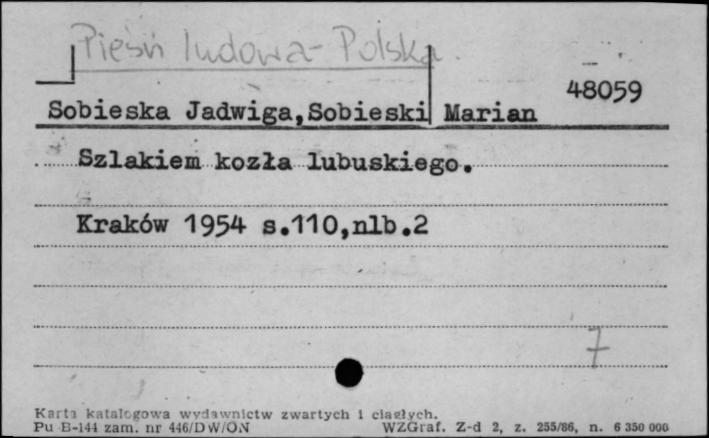 Pieśń ludowa - Polska
48059
Sobieska Jadwiga,Sobieski Marian
Szlakiem kozła lubuskiego.
Kraków 1954 s.110,nlb.2
7
Karta katalogowa wydawnictw zwartych i ciągłych.
Pu B-144 zam. nr 446/DW/ON WZGraf. Z-d 2, z. 255/86, n. 6 350 000